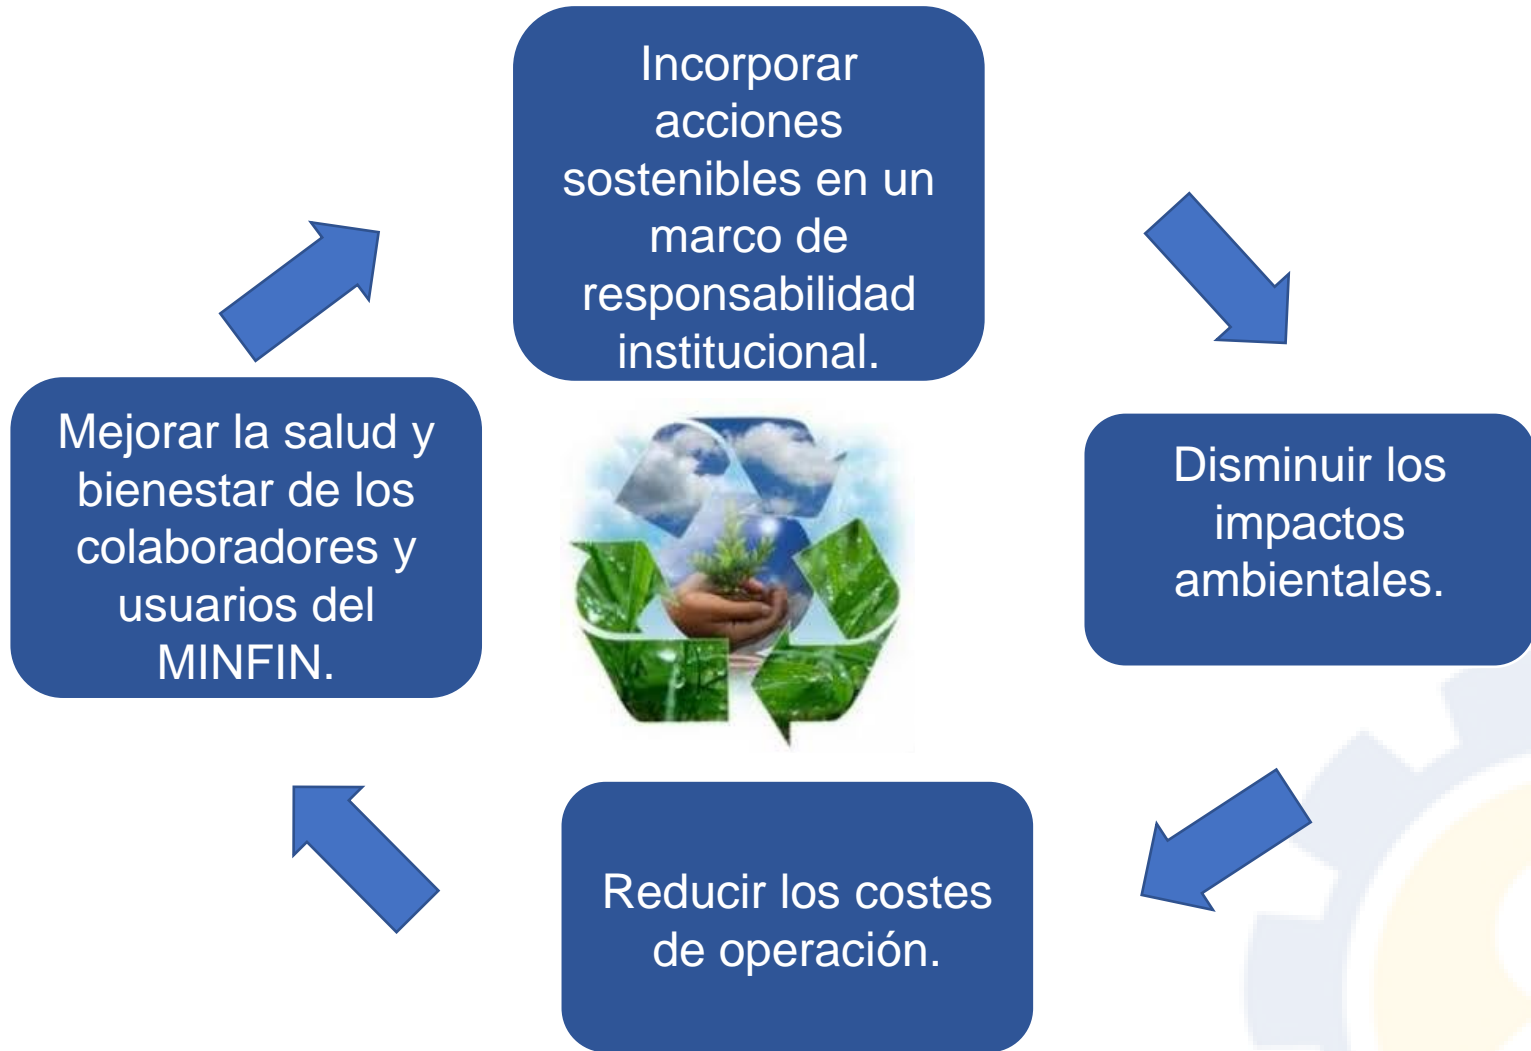 Incorporar
acciones
sostenibles en un
marco de
responsabilidad
institucional.
Mejorar la salud y
bienestar de los
colaboradores y
usuarios del
MINFIN.
Disminuir los
impactos
ambientales.
Reducir los costes
de operación.